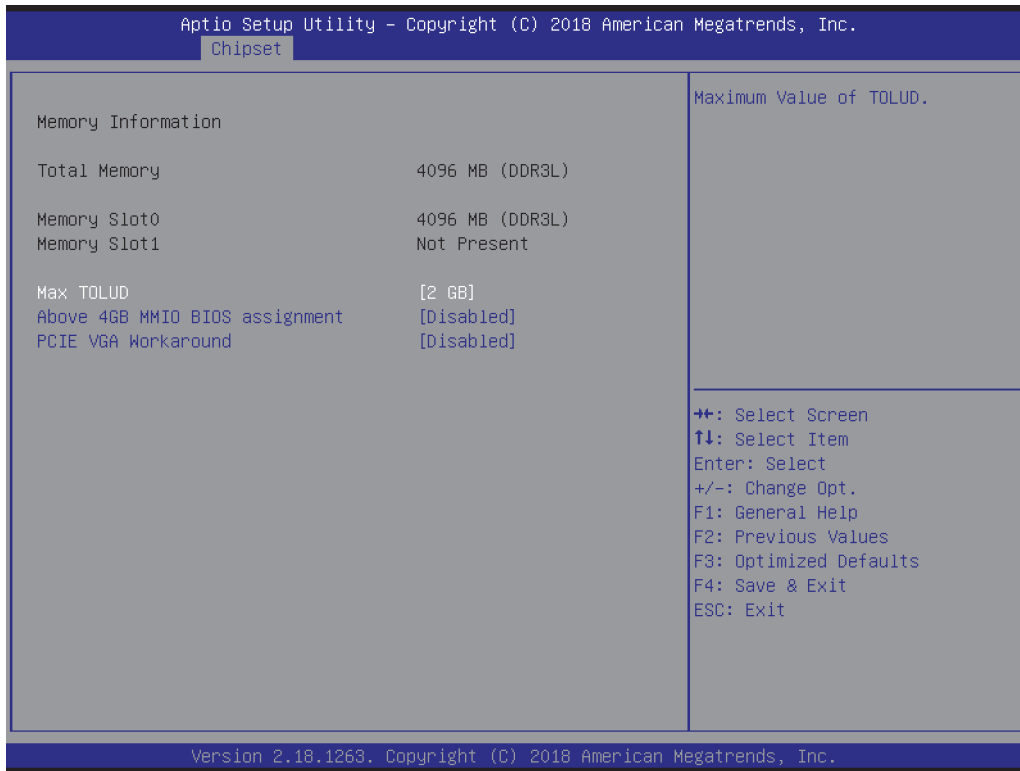 Aptio Setup Utility – Copyright (C) 2018 American Megatrends, Inc.
Chipset
Memory Information
Total Memory 4096 MB (DDR3L)
Memory Slot0 4096 MB (DDR3L)
Memory Slot1 Not Present
Max TOLUD [2 GB]
Above 4GB MMIO BIOS assignment [Disabled]
PCIE VGA Workaround [Disabled]
Maximum Value of TOLUD.
→←: Select Screen
↑↓: Select Item
Enter: Select
+/-: Change Opt.
F1: General Help
F2: Previous Values
F3: Optimized Defaults
F4: Save & Exit
ESC: Exit
Version 2.18.1263. Copyright (C) 2018 American Megatrends, Inc.